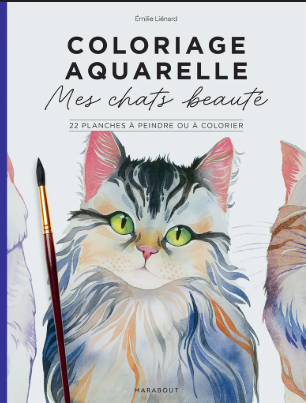 Émilie Liénard
COLORIAGE
AQUARELLE
Mes chats beauté
22 PLANCHES À PEINDRE OU À COLORIER
MARABOUT